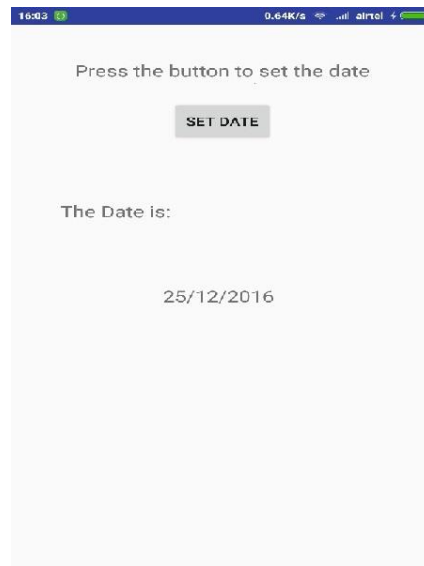 16:03 0.64K/s airtel
Press the button to set the date
SET DATE
The Date is:
25/12/2016